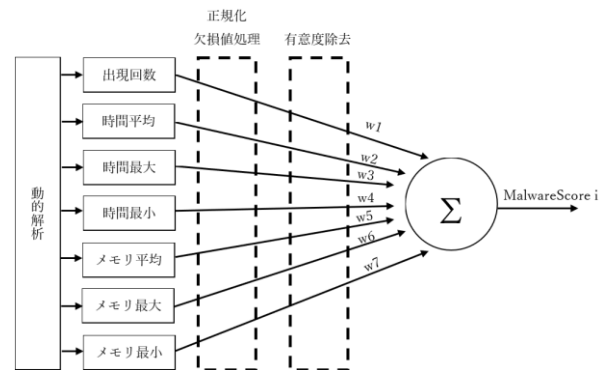 正規化
欠損値処理
有意度除去
動的解析
出現回数
時間平均
時間最大
時間最小
メモリ平均
メモリ最大
メモリ最小
w1
w2
w3
w4
w5
w6
w7
Σ
MalwareScore i